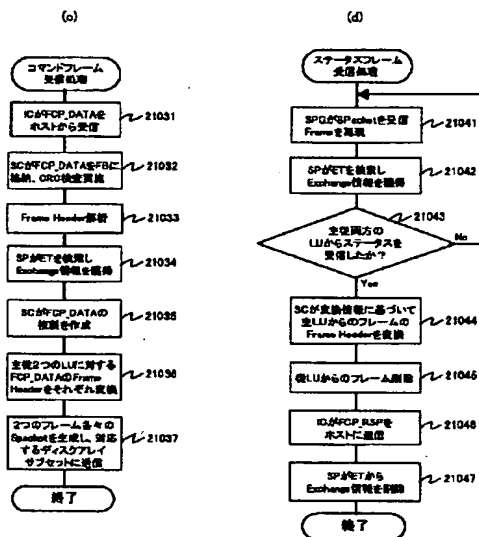 (c)
コマンドフレーム
受信処理
ICがFCP_DATAを
ホストから受信
21031
SCがFCP_DATAをFBに
格納、CRC検査実施
21032
Frame Header解析
21033
SPがETを検索し
Exchange情報を獲得
21034
SCがFCP_DATAの
複製を作成
21035
主従2つのLUに対する
FCP_DATAのFrame
Headerをそれぞれ変換
21036
2つのフレーム各々の
Spacketを生成し、対応
するディスクアレイ
サブセットに送信
21037
終了
(d)
ステータスフレーム
受信処理
SPGがSPacketを受信
Frameを再現
21041
SPがETを検索し
Exchange情報を獲得
21042
主従両方の
LUからステータスを
受信したか?
21043
No
Yes
SCが変換情報に基づいて
主LUからのフレームの
Frame Headerを変換
21044
従LUからのフレーム削除
21045
ICがFCP_RSPを
ホストに返信
21046
SPがETから
Exchange情報を削除
21047
終了